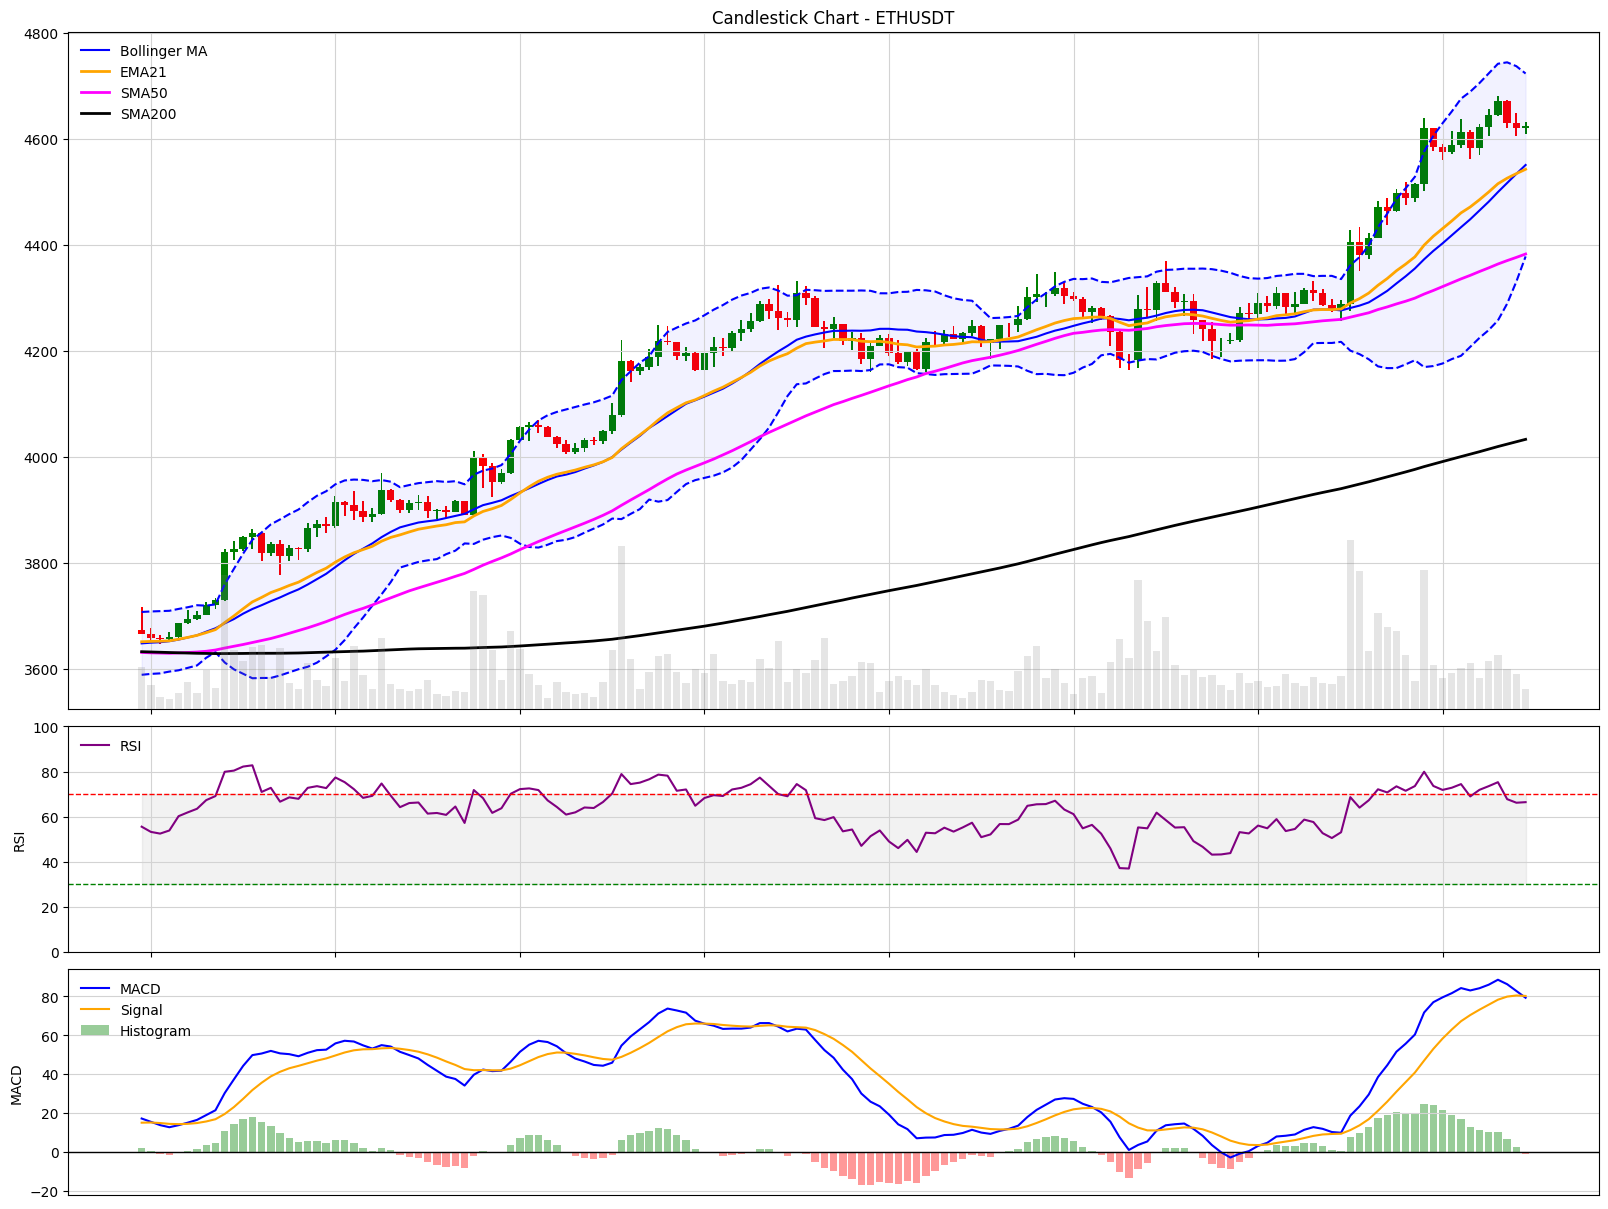 Candlestick Chart - ETHUSDT
4800
4600
4400
4200
4000
3800
3600
Bollinger MA
EMA21
SMA50
SMA200
100
80
60
40
20
0
RSI
RSI
80
60
40
20
0
−20
MACD
MACD
Signal
Histogram